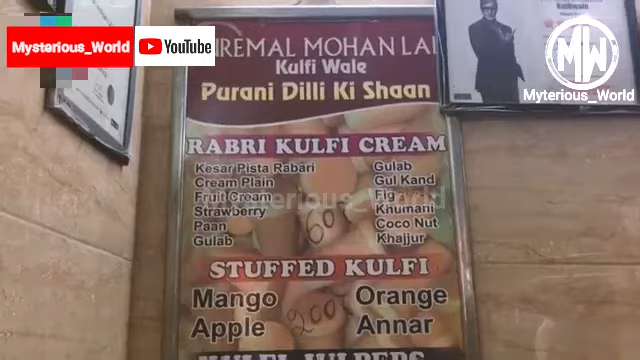 Mysterious_World
YouTube
MW
Myterious_World
REMAL MOHAN LAL
Kulfi Wale
Purani Dilli Ki Shaan
RABRI KULFI CREAM
Kesar Pista Rabari
Gulab
Cream Plain
Gul Kand
Fruit Cream
Fig
Strawberry
Khumani
Paan
Coco Nut
Gulab
Khajjur
60
STUFFED KULFI
Mango
Orange
Apple
Annar
200
Mysterious_World